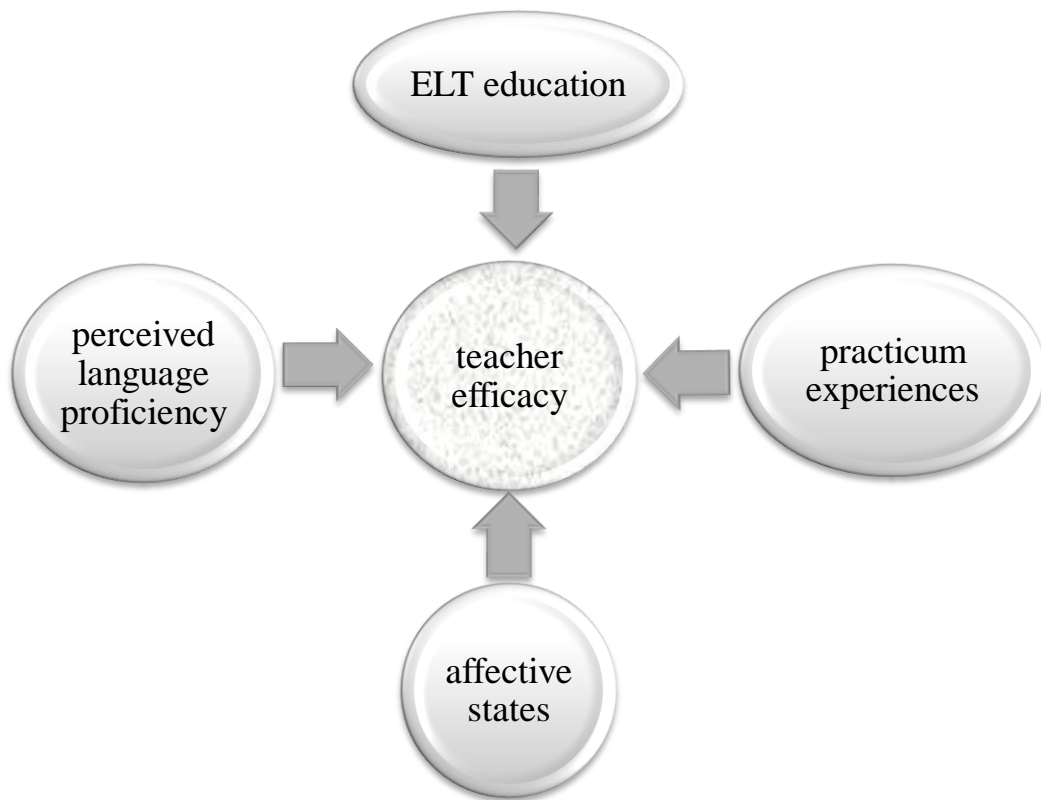 ELT education
perceived
language
proficiency
teacher
efficacy
practicum
experiences
affective
states